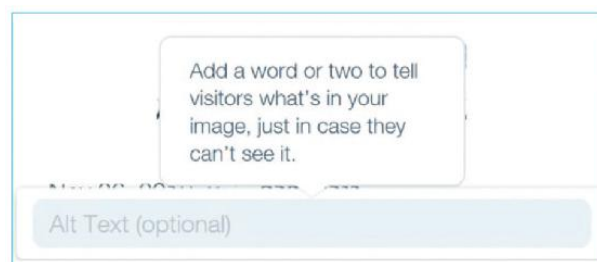 Add a word or two to tell
visitors what's in your
image, just in case they
can't see it.
Alt Text (optional)